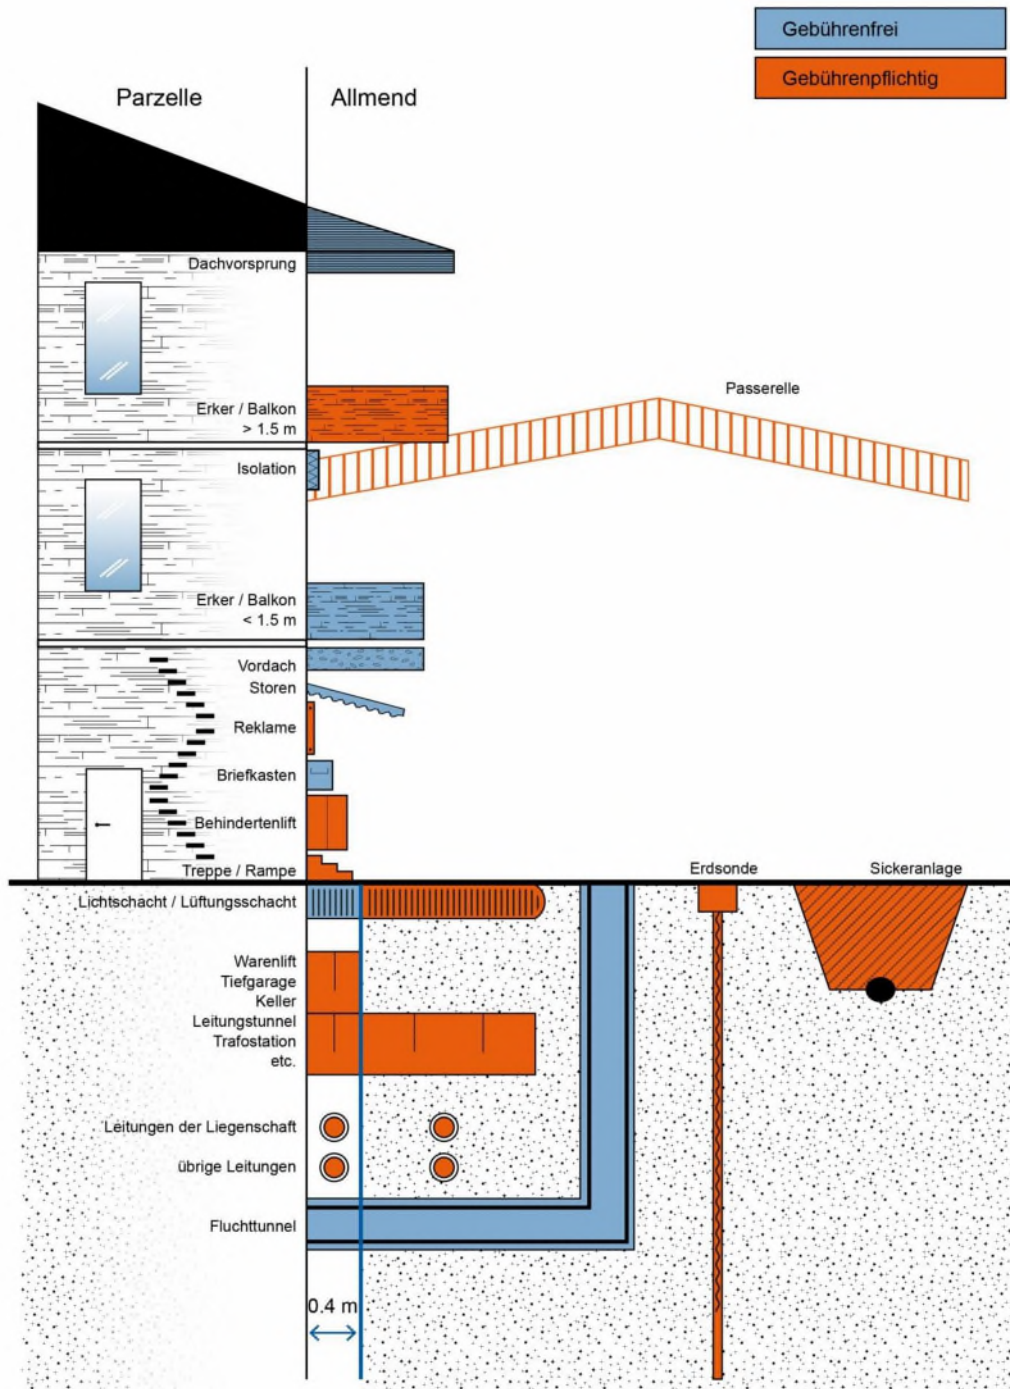 Gebührenfrei
Gebührenpflichtig
Parzelle
Allmend
Dachvorsprung
Passerelle
Erker / Balkon
> 1.5 m
Isolation
Erker / Balkon
< 1.5 m
Vordach
Storen
Reklame
Briefkasten
Behindertenlift
Treppe / Rampe
Erdsonde
Sickeranlage
Lichtschacht / Lüftungsschacht
Warenlift
Tiefgarage
Keller
Leitungstunnel
Trafostation
etc.
Leitungen der Liegenschaft
übrige Leitungen
Fluchttunnel
0.4 m